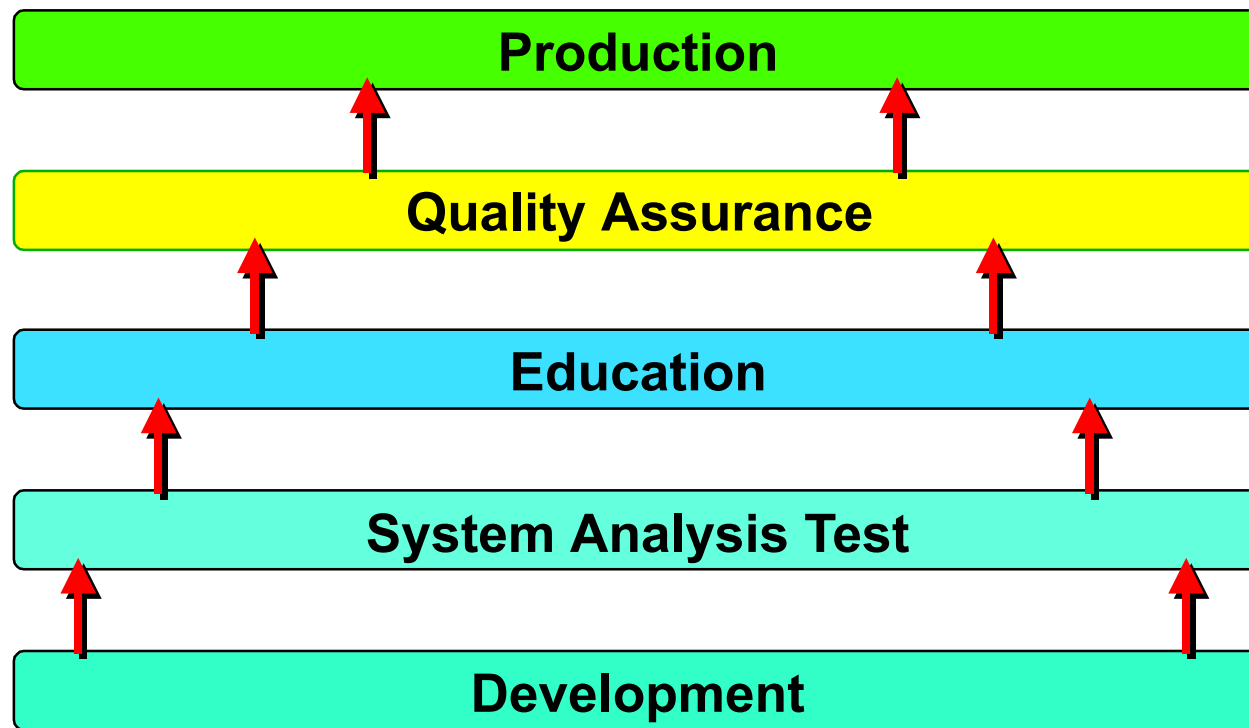 Production
Quality Assurance
Education
System Analysis Test
Development